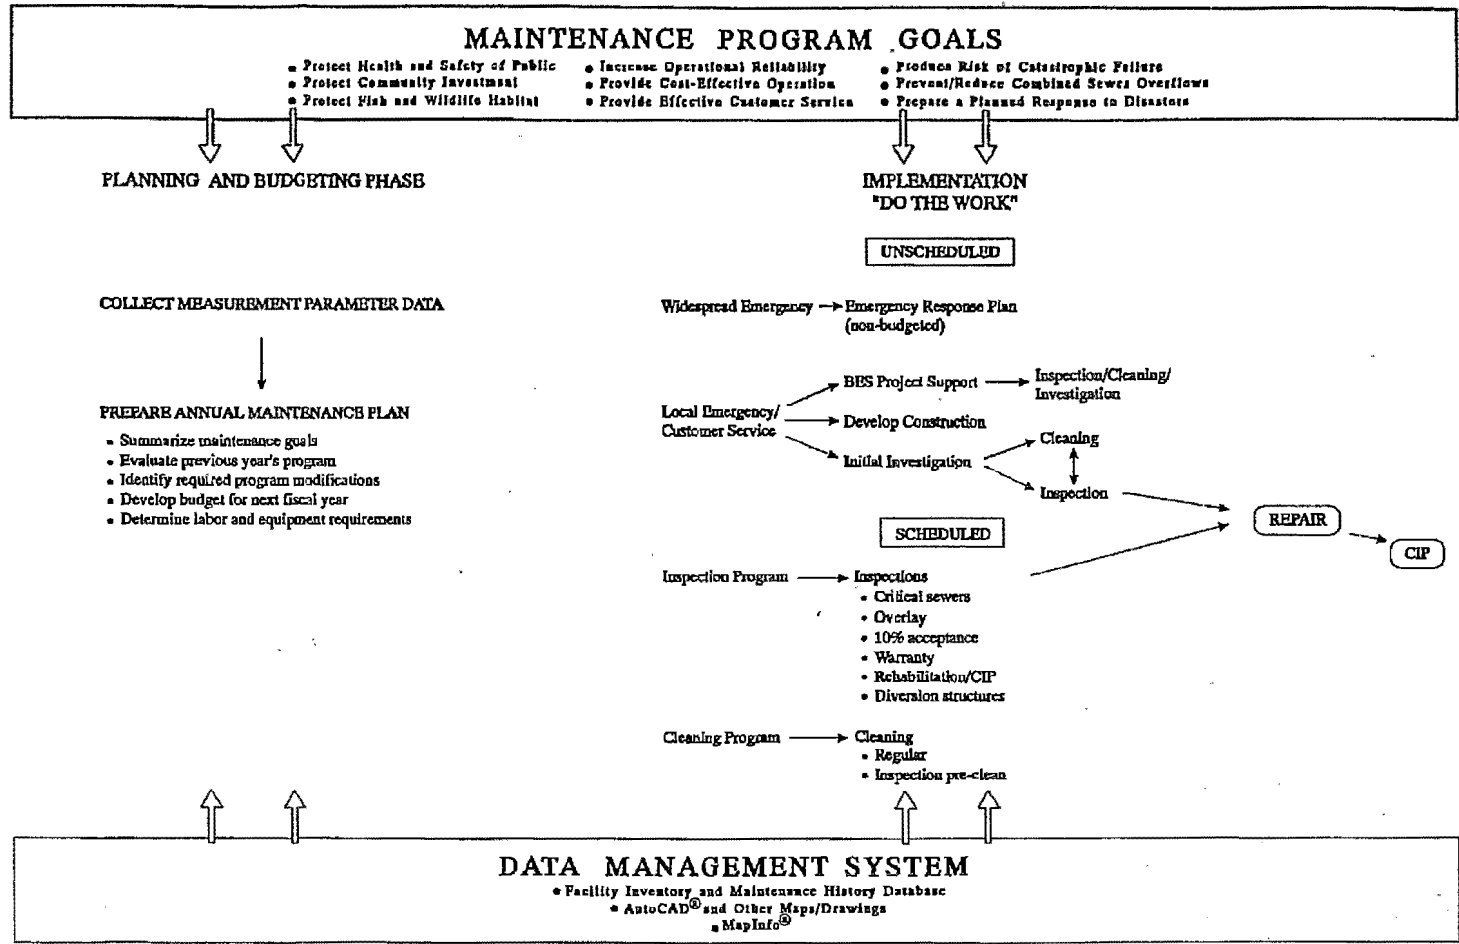 MAINTENANCE PROGRAM GOALS
• Protect Health and Safety of Public
• Protect Community Investment
• Protect Fish and Wildlife Habitat
• Increase Operational Reliability
• Provide Cost-Effective Operation
• Provide Effective Customer Service
• Produce Risk of Catastrophic Failure
• Prevent/Reduce Combined Sewer Overflows
• Prepare a Planned Response to Disasters
PLANNING AND BUDGETING PHASE
COLLECT MEASUREMENT PARAMETER DATA
PREPARE ANNUAL MAINTENANCE PLAN
• Summarize maintenance goals
• Evaluate previous year's program
• Identify required program modifications
• Develop budget for next fiscal year
• Determine labor and equipment requirements
IMPLEMENTATION
"DO THE WORK"
UNSCHEDULED
Widespread Emergency
Emergency Response Plan
(non-budgeted)
Local Emergency/
Customer Service
BES Project Support
Inspection/Cleaning/
Investigation
Develop Construction
Initial Investigation
Cleaning
Inspection
REPAIR
CIP
SCHEDULED
Inspection Program
Inspections
• Critical sewers
• Overlay
• 10% acceptance
• Warranty
• Rehabilitation/CIP
• Diversion structures
Cleaning Program
Cleaning
• Regular
• Inspection pre-clean
DATA MANAGEMENT SYSTEM
• Facility Inventory and Maintenance History Database
• AutoCAD® and Other Maps/Drawings
• MapInfo®